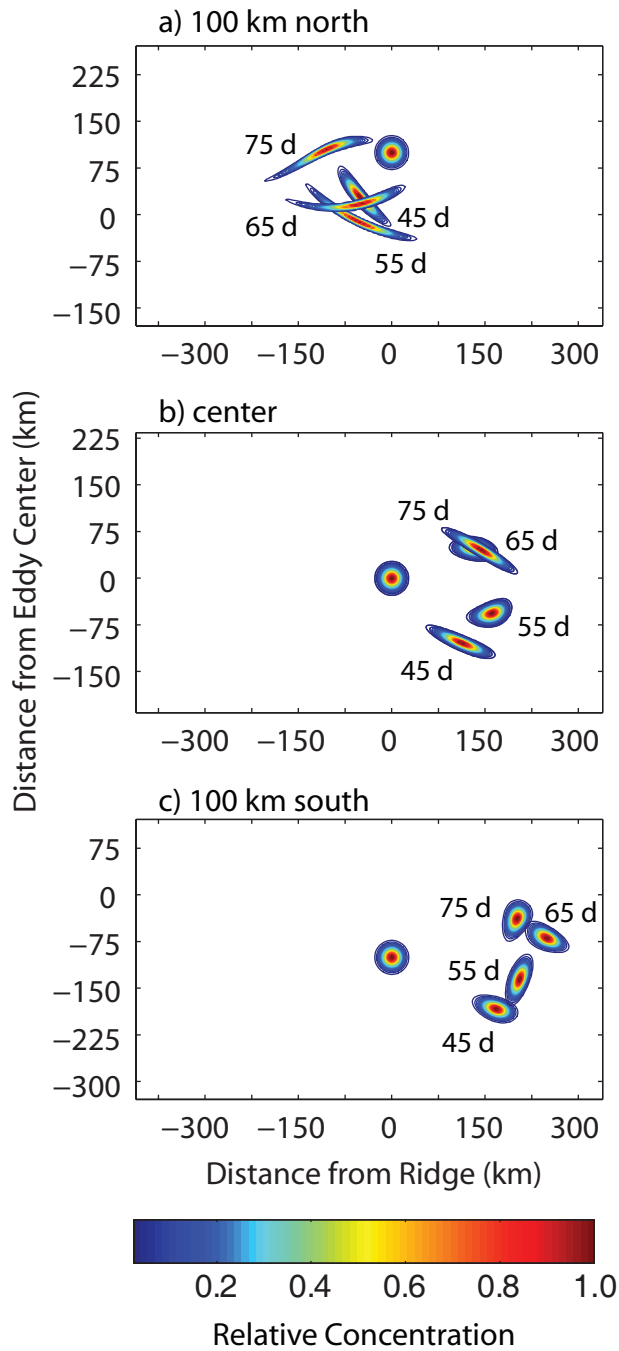 a) 100 km north
225
150
75
0
−75
−150
75 d
65 d
45 d
55 d
−300 −150 0 150 300
Distance from Eddy Center (km)
b) center
225
150
75
0
−75
−150
75 d
65 d
55 d
45 d
−300 −150 0 150 300
c) 100 km south
75
0
−75
−150
−225
−300
75 d
65 d
55 d
45 d
−300 −150 0 150 300
Distance from Ridge (km)
0.2 0.4 0.6 0.8 1.0
Relative Concentration